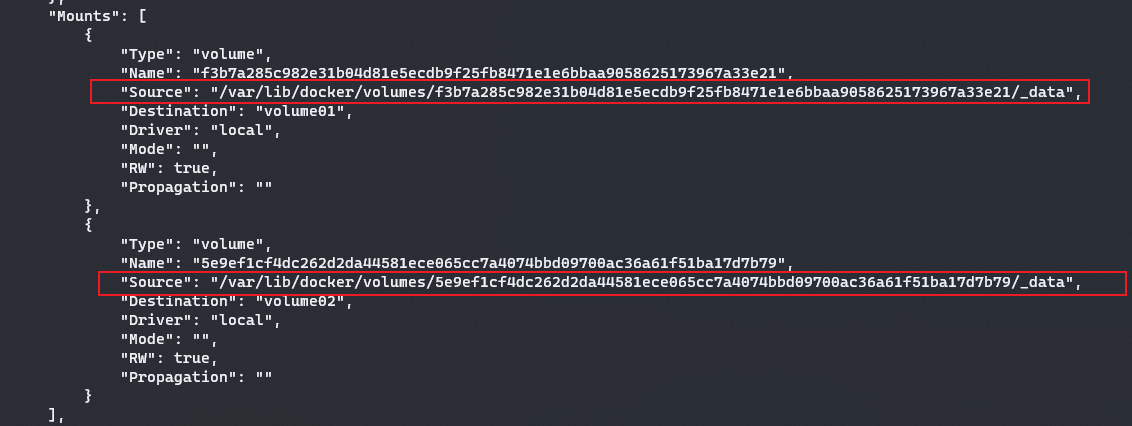 },
"Mounts": [
{
"Type": "volume",
"Name": "f3b7a285c982e31b04d81e5ecdb9f25fb8471e1e6bbaa9058625173967a33e21",
"Source": "/var/lib/docker/volumes/f3b7a285c982e31b04d81e5ecdb9f25fb8471e1e6bbaa9058625173967a33e21/_data",
"Destination": "volume01",
"Driver": "local",
"Mode": "",
"RW": true,
"Propagation": ""
},
{
"Type": "volume",
"Name": "5e9ef1cf4dc262d2da44581ece065cc7a4074bbd09700ac36a61f51ba17d7b79",
"Source": "/var/lib/docker/volumes/5e9ef1cf4dc262d2da44581ece065cc7a4074bbd09700ac36a61f51ba17d7b79/_data",
"Destination": "volume02",
"Driver": "local",
"Mode": "",
"RW": true,
"Propagation": ""
}
],